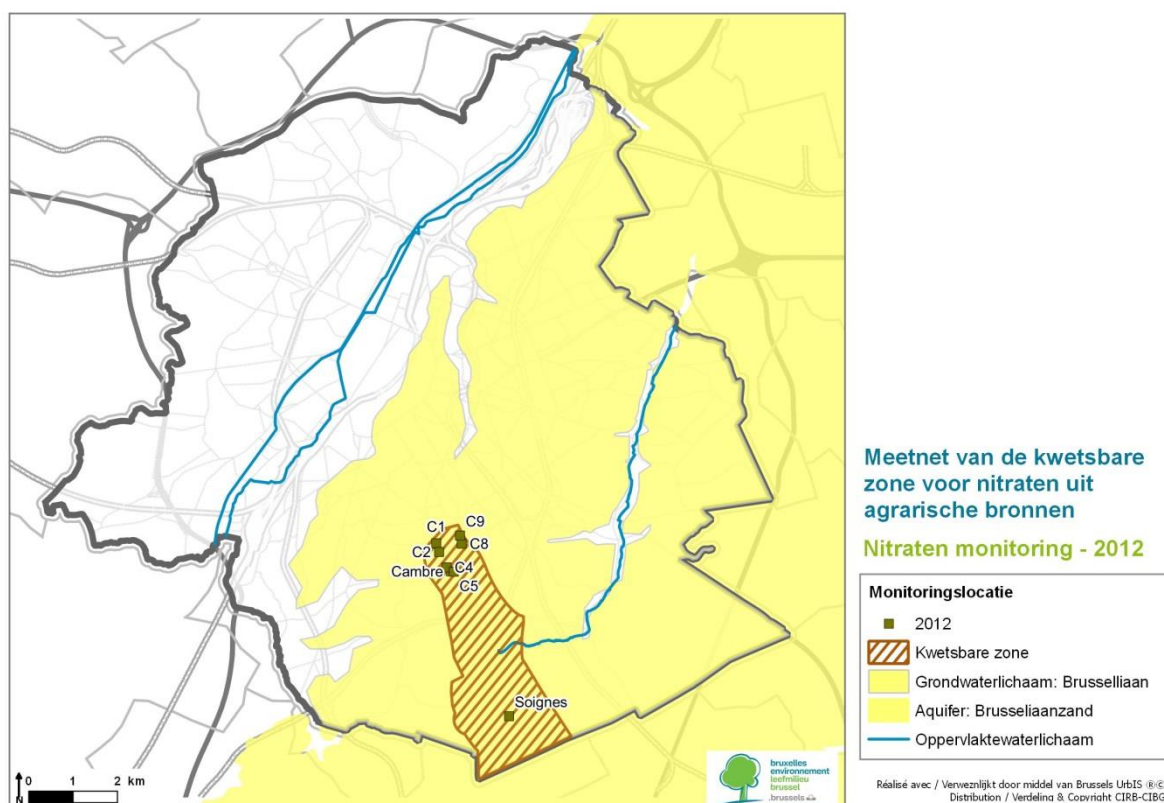 C1
C9
C8
C2
Cambre
C4
C5
Soignes
N
0 1 2 km
bruxelles
environnement
leefmilieu
brussel
.brussels
Meetnet van de kwetsbare
zone voor nitraten uit
agrarische bronnen
Nitraten monitoring - 2012
Monitoringslocatie
2012
Kwetsbare zone
Grondwaterlichaam: Brusselliaan
Aquifer: Brusseliaanzand
Oppervlaktewaterlichaam
Réalisé avec / Verweznlijkt door middel van Brussels UrbIS ®©
Distribution / Verdeling & Copyright CIRB-CIBG